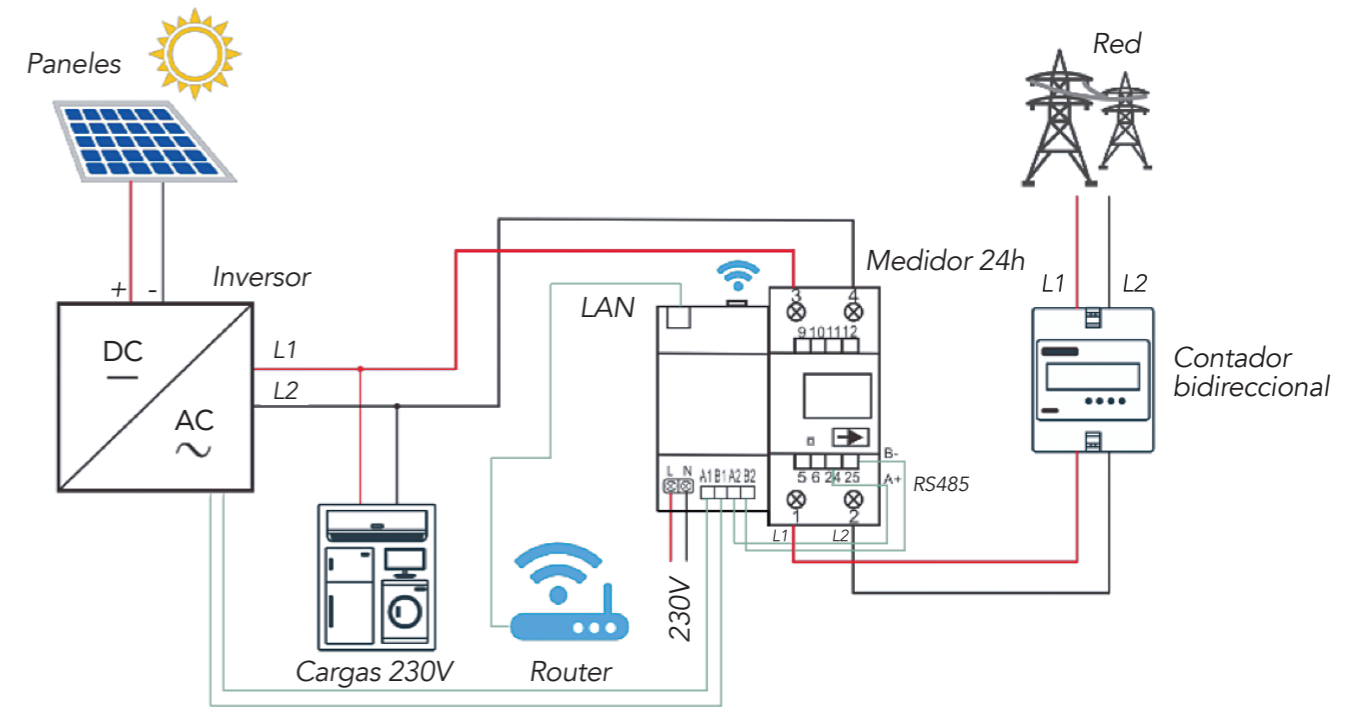 Paneles
Red
Inversor
+ -
DC
AC
L1
L2
LAN
Medidor 24h
3 4
9 10 11 12
L1 L2
Contador
bidireccional
L N A1 B1 A2 B2
5 6 24 25
B-
A+
RS485
1 2
L1 L2
230V
Cargas 230V
Router